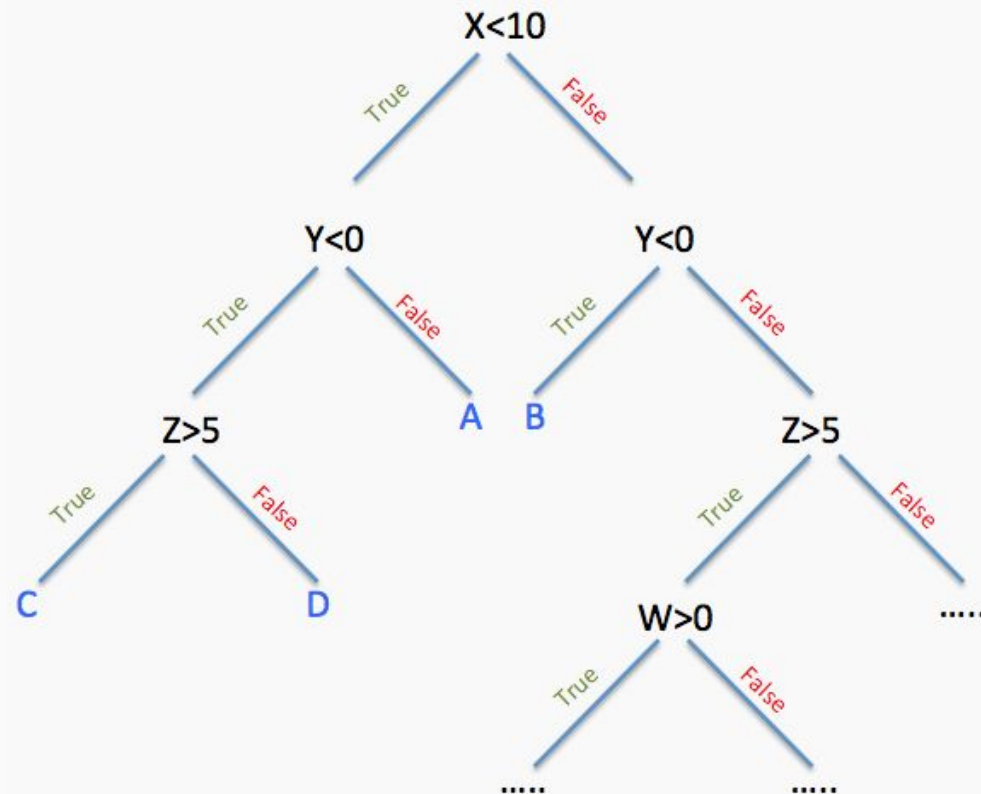 X<10
True False
Y<0 Y<0
True False True False
Z>5 A B Z>5
True False True False
C D W>0 .....
True False
..... .....